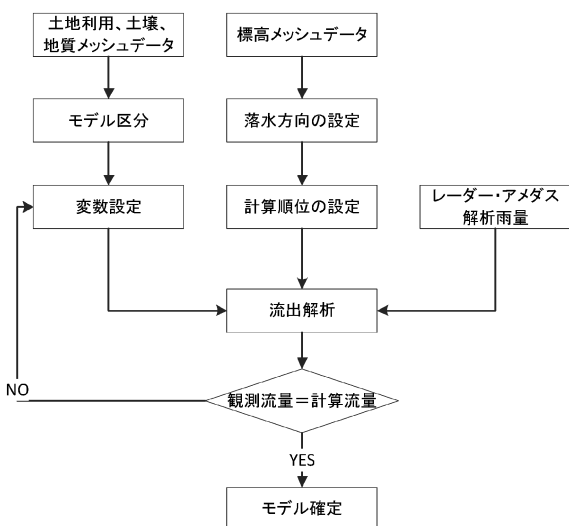 土地利用、土壌、
地質メッシュデータ
標高メッシュデータ
モデル区分
落水方向の設定
変数設定
計算順位の設定
レーダー・アメダス
解析雨量
流出解析
観測流量＝計算流量
NO
YES
モデル確定